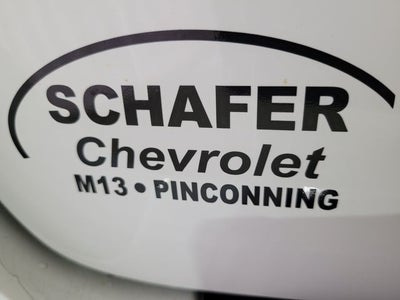 SCHAFER
Chevrolet
M13 • PINCONNING